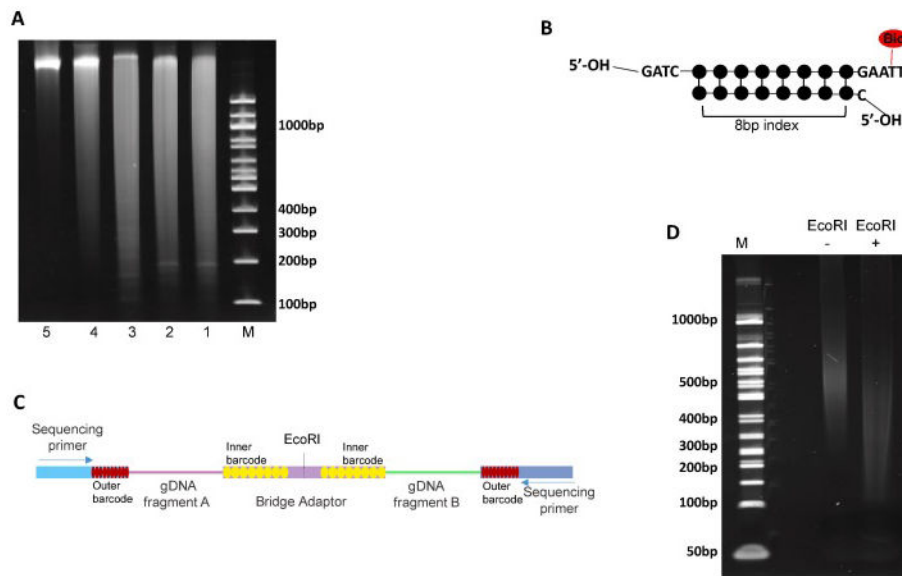 A
1000bp
400bp
300bp
200bp
100bp
5 4 3 2 1 M
B
Bio
5'-OH
GATC
GAATT
C
5'-OH
8bp index
C
Sequencing
primer
Outer
barcode
gDNA
fragment A
Inner
barcode
EcoRI
Bridge Adaptor
Inner
barcode
gDNA
fragment B
Outer
barcode
Sequencing
primer
D
M
EcoRI
-
EcoRI
+
1000bp
500bp
400bp
300bp
200bp
100bp
50bp